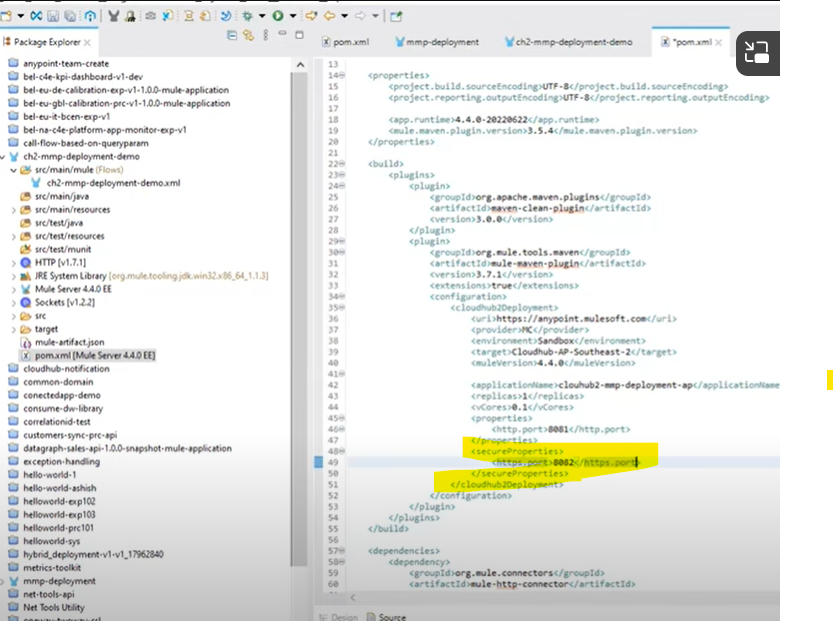 Package Explorer
pom.xml
mmp-deployment
ch2-mmp-deployment-demo
*pom.xml
anypoint-team-create
bel-c4e-kpi-dashboard-v1-dev
bel-eu-de-calibration-exp-v1-1.0.0-mule-application
bel-eu-gbl-calibration-prc-v1-1.0.0-mule-application
bel-eu-it-bcen-exp-v1
bel-na-c4e-platform-app-monitor-exp-v1
call-flow-based-on-queryparam
ch2-mmp-deployment-demo
src/main/mule (Flows)
ch2-mmp-deployment-demo.xml
src/main/java
src/main/resources
src/test/java
src/test/resources
src/test/munit
HTTP [v1.7.1]
JRE System Library [org.mule.tooling.jdk.win32.x86_64_1.1.3]
Mule Server 4.4.0 EE
Sockets [v1.2.2]
src
target
mule-artifact.json
pom.xml [Mule Server 4.4.0 EE]
cloudhub-notification
common-domain
conectedapp-demo
consume-dw-library
correlationid-test
customers-sync-prc-api
datagraph-sales-api-1.0.0-snapshot-mule-application
exception-handling
hello-world-1
hello-world-ashish
helloworld-exp102
helloworld-exp103
helloworld-prc101
helloworld-sys
hybrid_deployment-v1-v1_17962840
metrics-toolkit
mmp-deployment
net-tools-api
Net Tools Utility
13
14 <properties>
15 <project.build.sourceEncoding>UTF-8</project.build.sourceEncoding>
16 <project.reporting.outputEncoding>UTF-8</project.reporting.outputEncoding>
17
18 <app.runtime>4.4.0-20220622</app.runtime>
19 <mule.maven.plugin.version>3.5.4</mule.maven.plugin.version>
20 </properties>
21
22 <build>
23 <plugins>
24 <plugin>
25 <groupId>org.apache.maven.plugins</groupId>
26 <artifactId>maven-clean-plugin</artifactId>
27 <version>3.0.0</version>
28 </plugin>
29 <plugin>
30 <groupId>org.mule.tools.maven</groupId>
31 <artifactId>mule-maven-plugin</artifactId>
32 <version>3.7.1</version>
33 <extensions>true</extensions>
34 <configuration>
35 <cloudhub2Deployment>
36 <uri>https://anypoint.mulesoft.com</uri>
37 <provider>MC</provider>
38 <environment>Sandbox</environment>
39 <target>Cloudhub-AP-Southeast-2</target>
40 <muleVersion>4.4.0</muleVersion>
41
42 <applicationName>clouhub2-mmp-deployment-ap</applicationName
43 <replicas>1</replicas>
44 <vCores>0.1</vCores>
45 <properties>
46 <http.port>8081</http.port>
47 </properties>
48 <secureProperties>
49 <https.port>8082</https.port>
50 </secureProperties>
51 </cloudhub2Deployment>
52 </configuration>
53 </plugin>
54 </plugins>
55 </build>
56
57 <dependencies>
58 <dependency>
59 <groupId>org.mule.connectors</groupId>
60 <artifactId>mule-http-connector</artifactId>
Design
Source